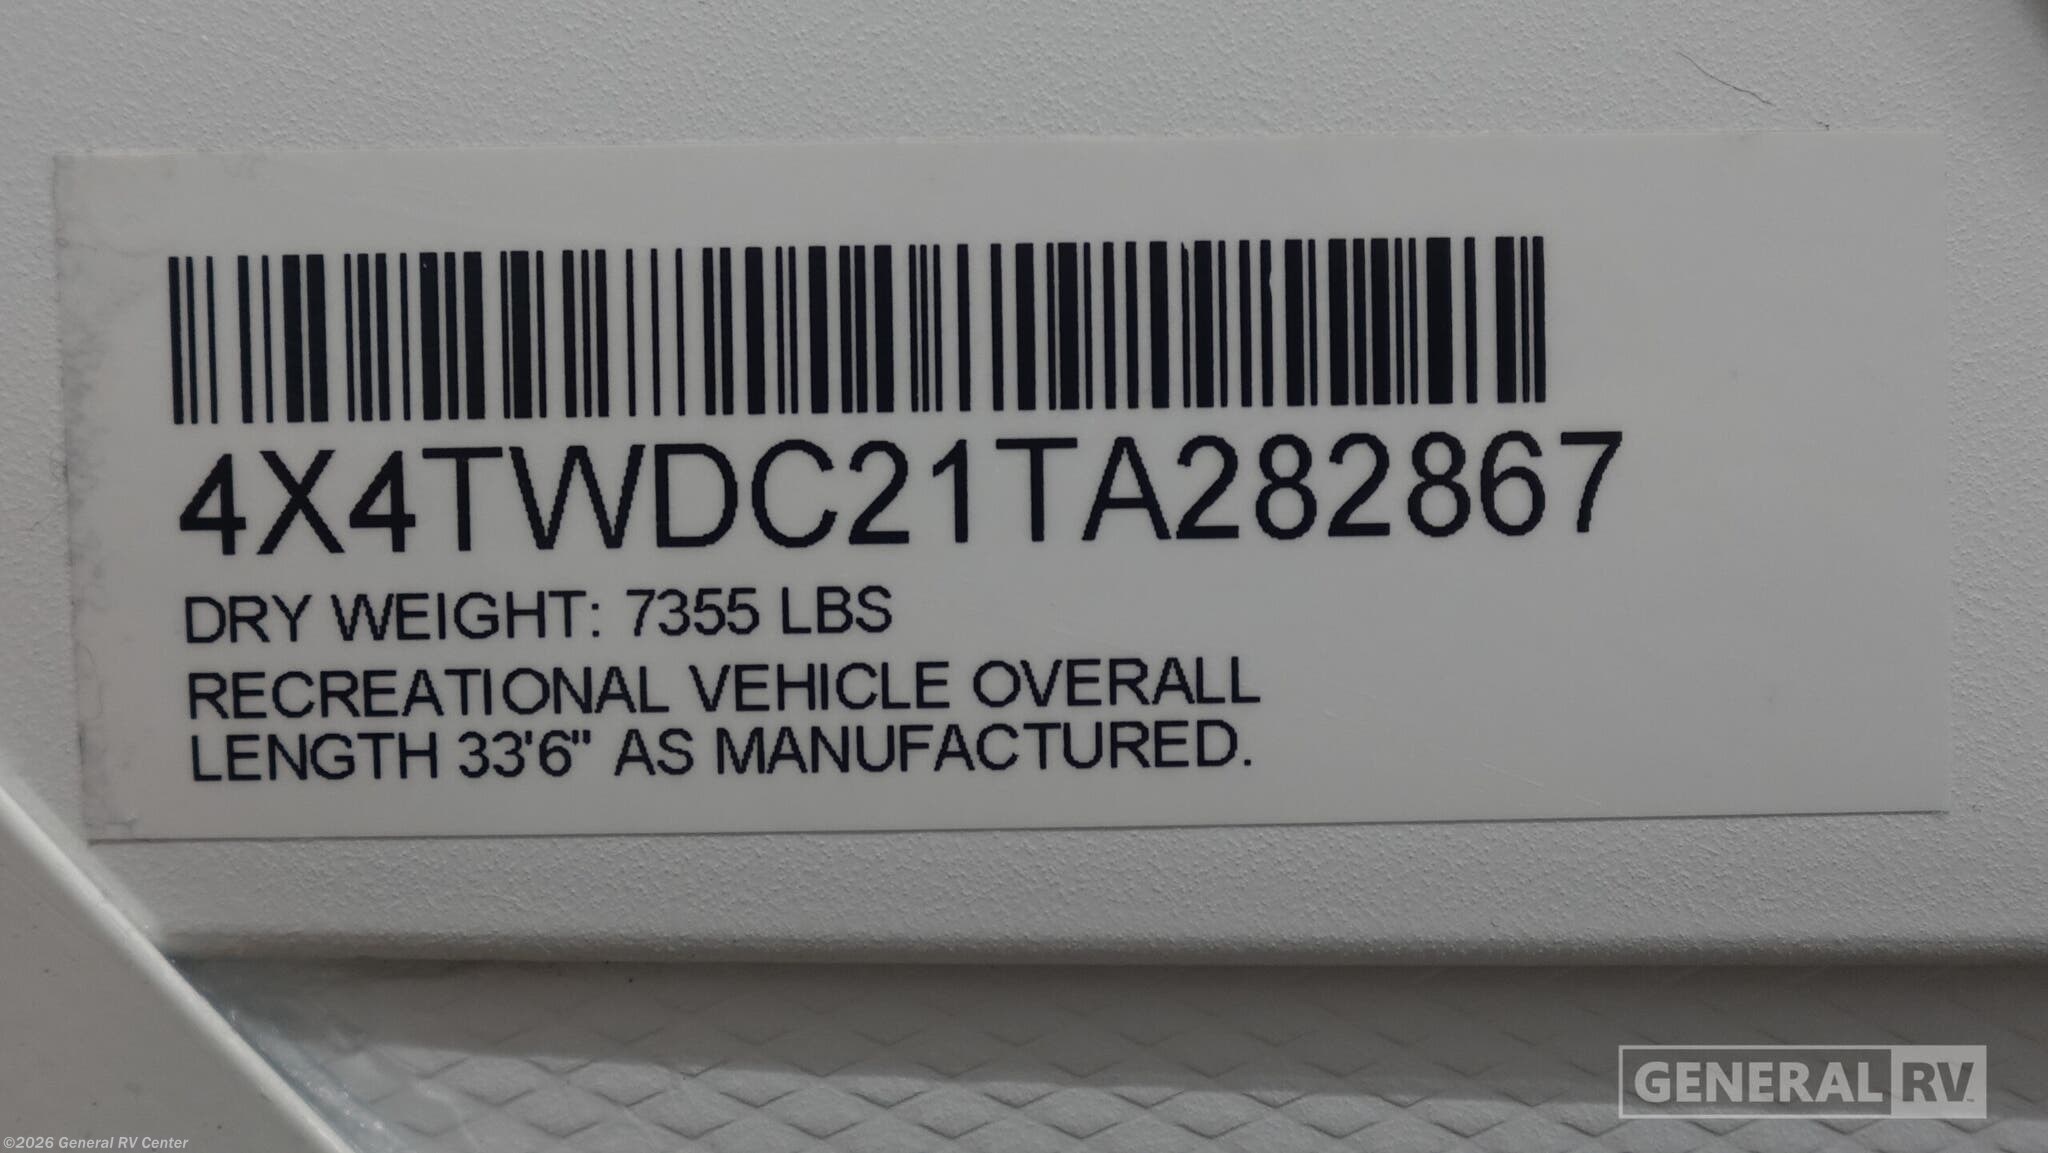 4X4TWDC21TA282867
DRY WEIGHT: 7355 LBS
RECREATIONAL VEHICLE OVERALL
LENGTH 33'6" AS MANUFACTURED.
GENERAL RV
©2026 General RV Center